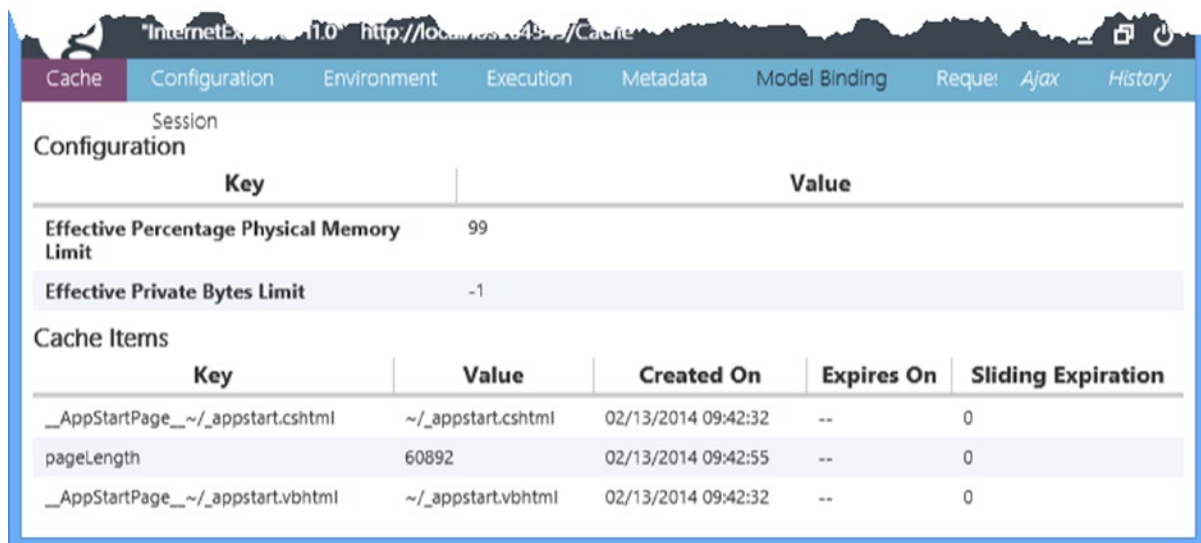 "InternetExplorer 11.0" http://loc
Cache Configuration Environment Execution Metadata Model Binding Reques Ajax History
Session
Configuration
Key Value
Effective Percentage Physical Memory 99
Limit
Effective Private Bytes Limit -1
Cache Items
Key Value Created On Expires On Sliding Expiration
__AppStartPage__~/_appstart.cshtml ~/_appstart.cshtml 02/13/2014 09:42:32 -- 0
pageLength 60892 02/13/2014 09:42:55 -- 0
__AppStartPage__~/_appstart.vbhtml ~/_appstart.vbhtml 02/13/2014 09:42:32 -- 0